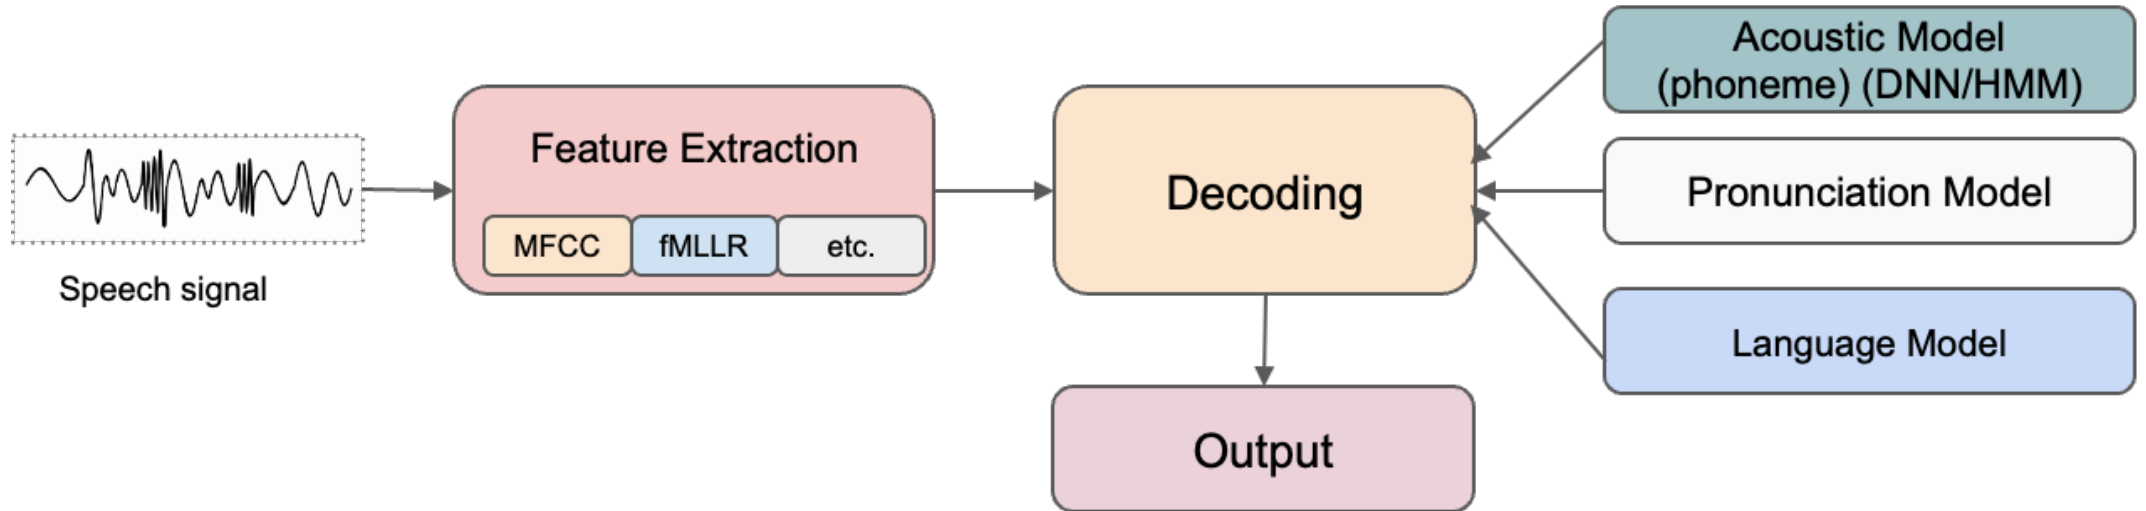 Speech signal
Feature Extraction
MFCC
fMLLR
etc.
Decoding
Output
Acoustic Model
(phoneme) (DNN/HMM)
Pronunciation Model
Language Model